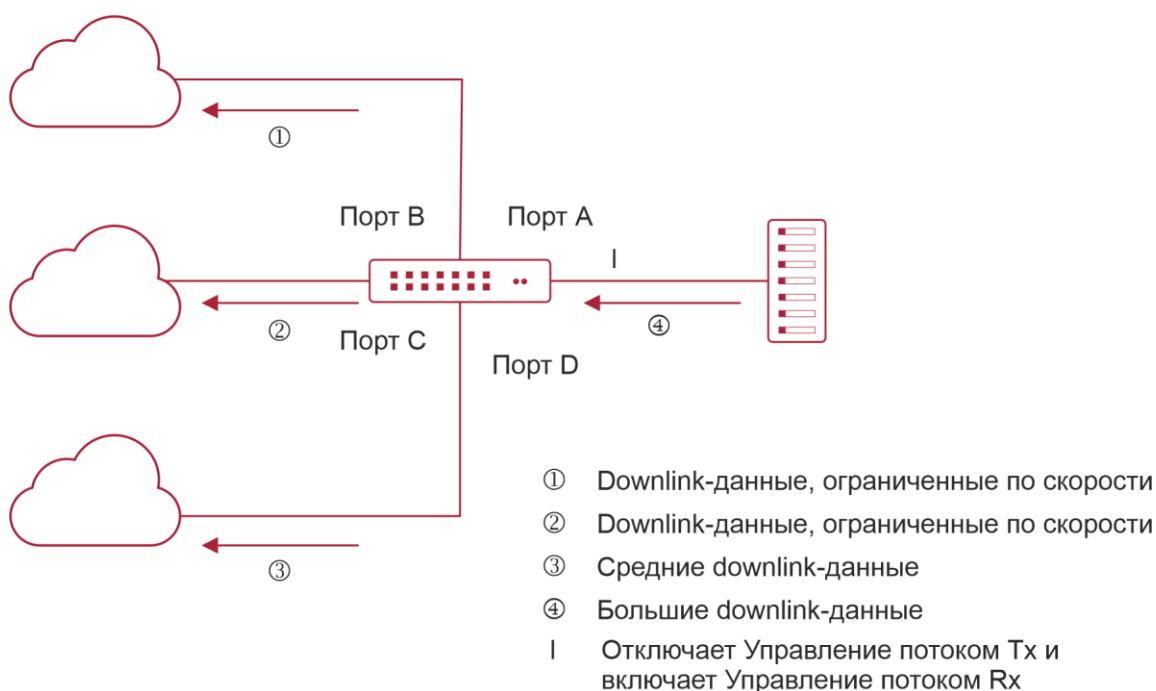 ①
Порт B
Порт A
I
②
④
Порт C
Порт D
③
① Downlink-данные, ограниченные по скорости
② Downlink-данные, ограниченные по скорости
③ Средние downlink-данные
④ Большие downlink-данные
I Отключает Управление потоком Tx и
включает Управление потоком Rx